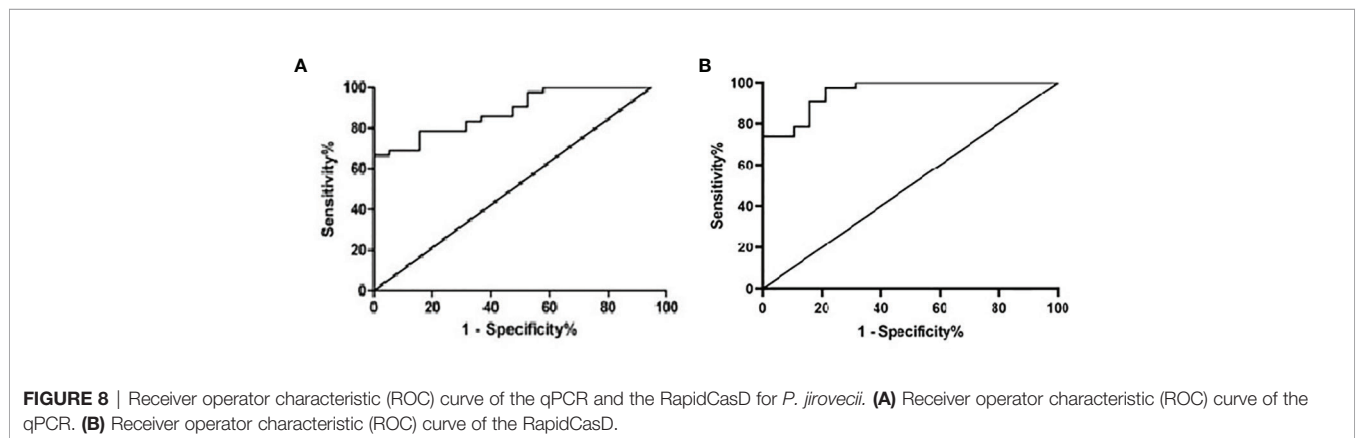 A
B
100
80
60
40
20
0
Sensitivity%
0 20 40 60 80 100
1 - Specificity%
100
80
60
40
20
0
Sensitivity%
0 20 40 60 80 100
1 - Specificity%
FIGURE 8 | Receiver operator characteristic (ROC) curve of the qPCR and the RapidCasD for P. jirovecii. (A) Receiver operator characteristic (ROC) curve of the
qPCR. (B) Receiver operator characteristic (ROC) curve of the RapidCasD.